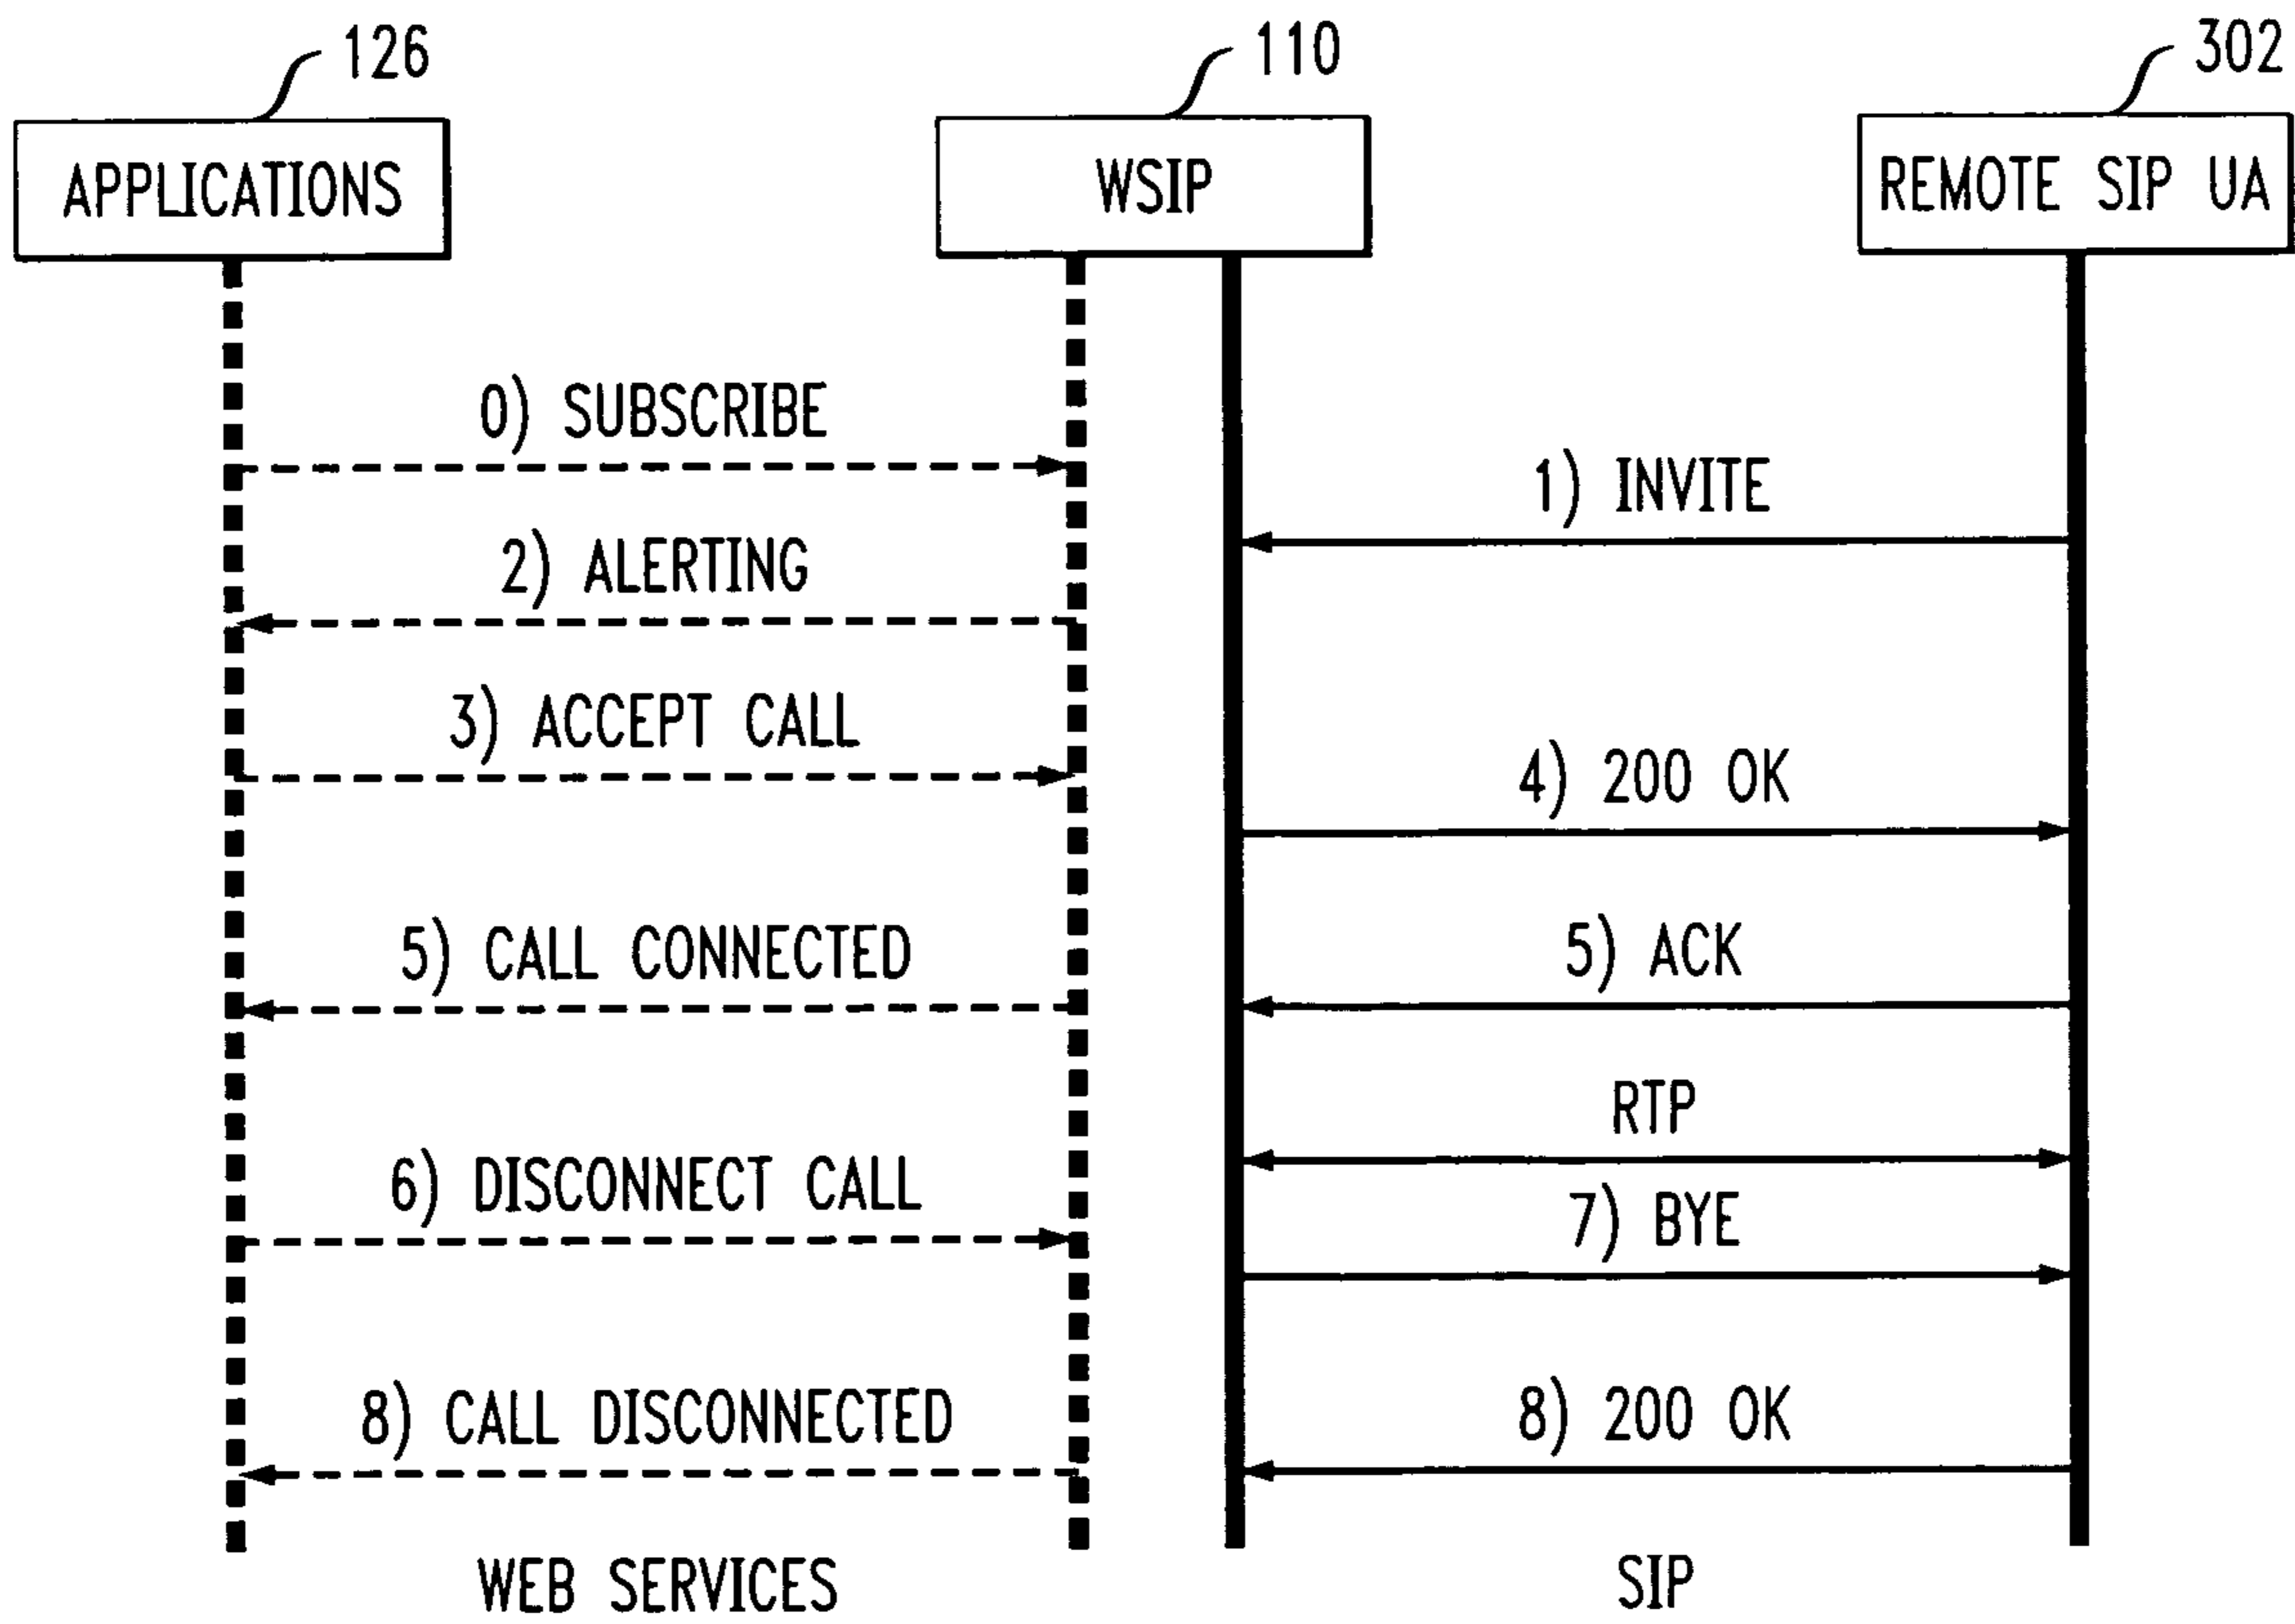 126
110
302
APPLICATIONS
WSIP
REMOTE SIP UA
0) SUBSCRIBE
1) INVITE
2) ALERTING
3) ACCEPT CALL
4) 200 OK
5) CALL CONNECTED
5) ACK
RTP
6) DISCONNECT CALL
7) BYE
8) CALL DISCONNECTED
8) 200 OK
WEB SERVICES
SIP